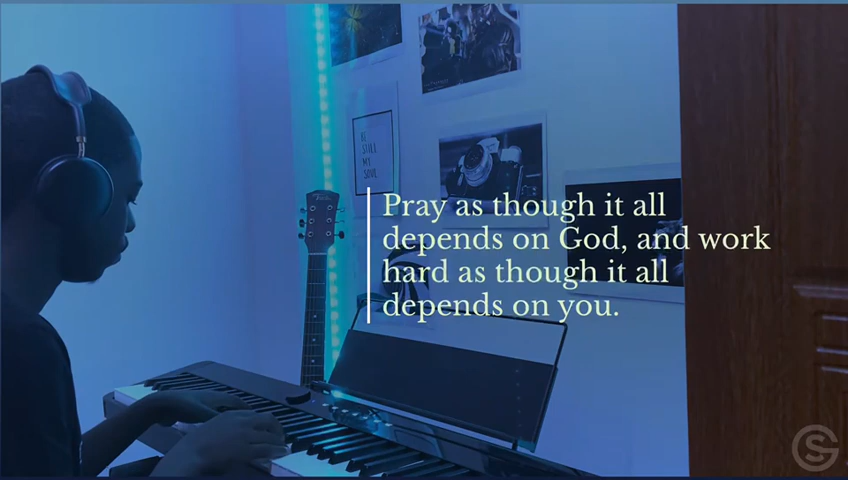 BE
STILL
MY
SOUL
Pray as though it all
depends on God, and work
hard as though it all
depends on you.